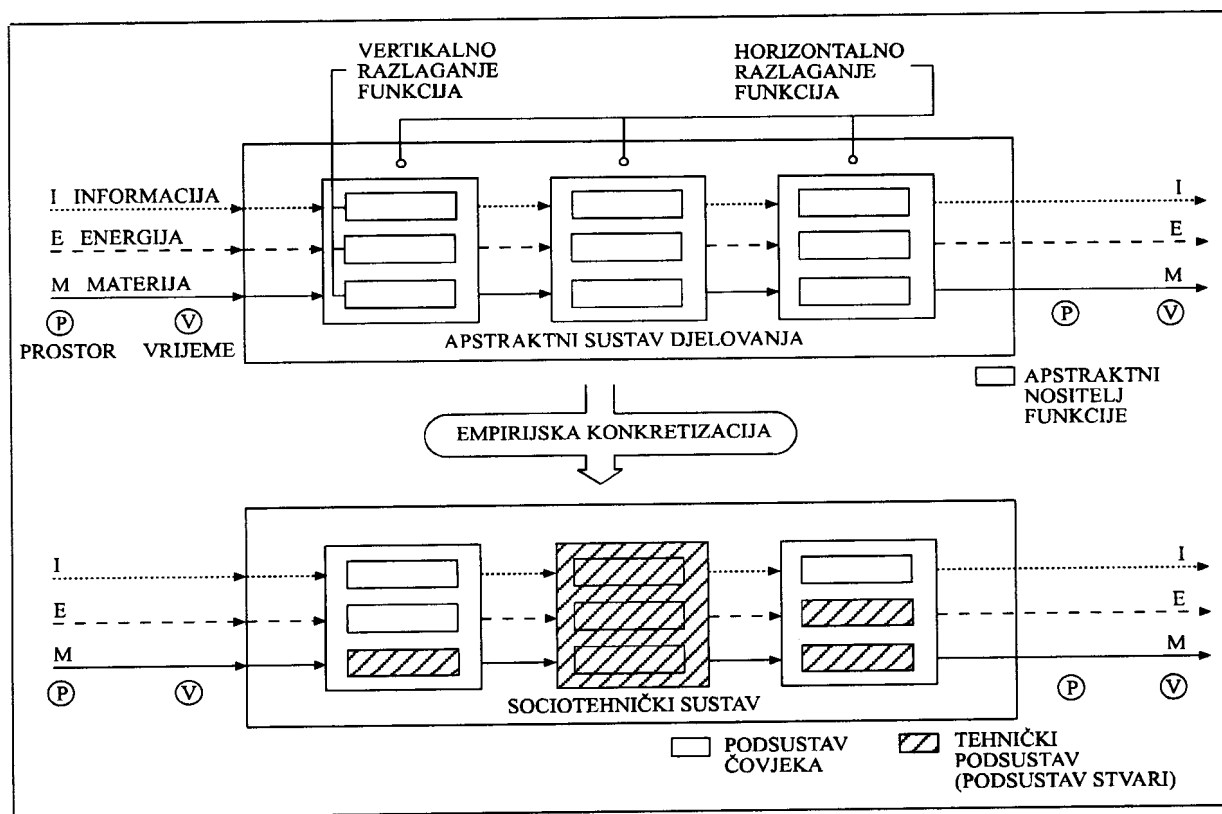 VERTIKALNO
RAZLAGANJE
FUNKCIJA
HORIZONTALNO
RAZLAGANJE
FUNKCIJA
I INFORMACIJA
I
E ENERGIJA
E
M MATERIJA
M
P
V
P
V
PROSTOR
VRIJEME
APSTRAKTNI SUSTAV DJELOVANJA
APSTRAKTNI
NOSITELJ
FUNKCIJE
EMPIRIJSKA KONKRETIZACIJA
I
I
E
E
M
M
P
V
P
V
SOCIOTEHNIČKI SUSTAV
PODSUSTAV
ČOVJEKA
TEHNIČKI
PODSUSTAV
(PODSUSTAV STVARI)